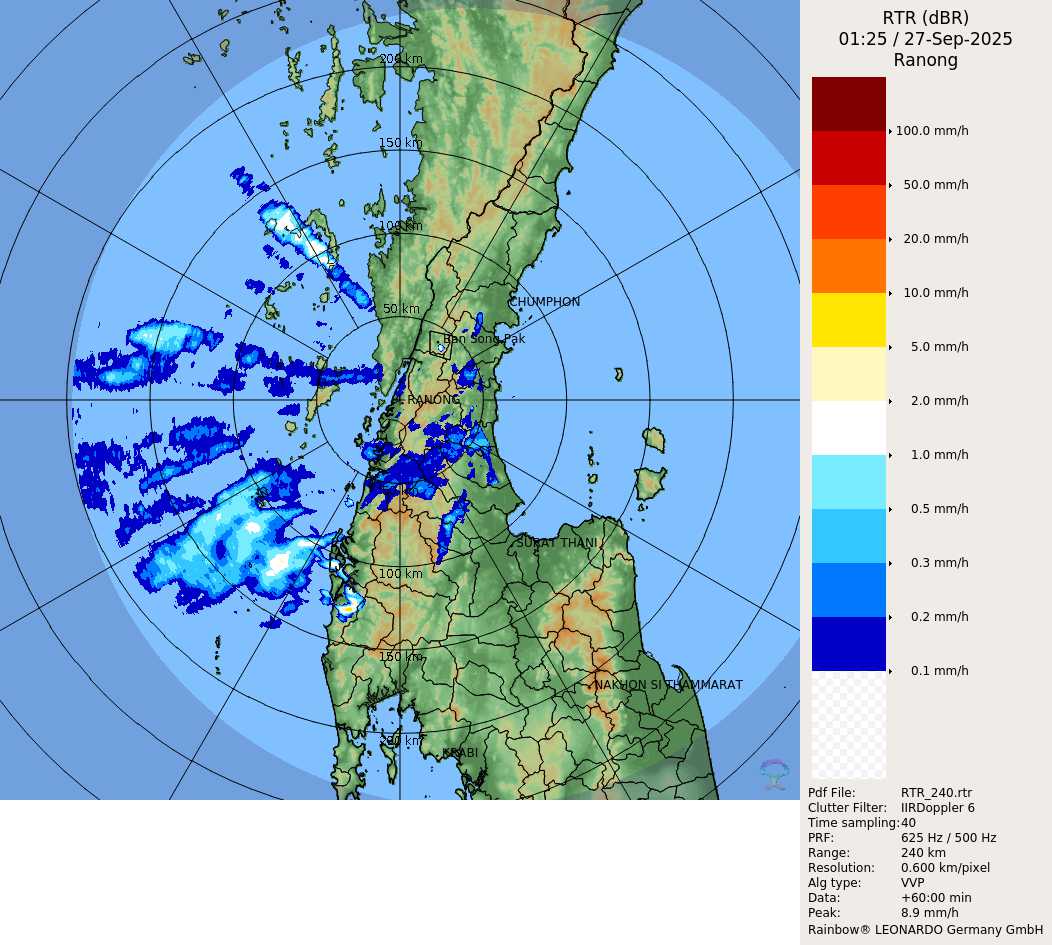 RTR (dBR)
01:25 / 27-Sep-2025
Ranong
100.0 mm/h
50.0 mm/h
20.0 mm/h
10.0 mm/h
5.0 mm/h
2.0 mm/h
1.0 mm/h
0.5 mm/h
0.3 mm/h
0.2 mm/h
0.1 mm/h
Pdf File: RTR_240.rtr
Clutter Filter: IIRDoppler 6
Time sampling: 40
PRF: 625 Hz / 500 Hz
Range: 240 km
Resolution: 0.600 km/pixel
Alg type: VVP
Data: +60:00 min
Peak: 8.9 mm/h
Rainbow® LEONARDO Germany GmbH
200 km
150 km
100 km
CHUMPHON
50 km
Ban Song Pak
RANONG
SURAT THANI
100 km
150 km
NAKHON SI THAMMARAT
200 km
KRABI